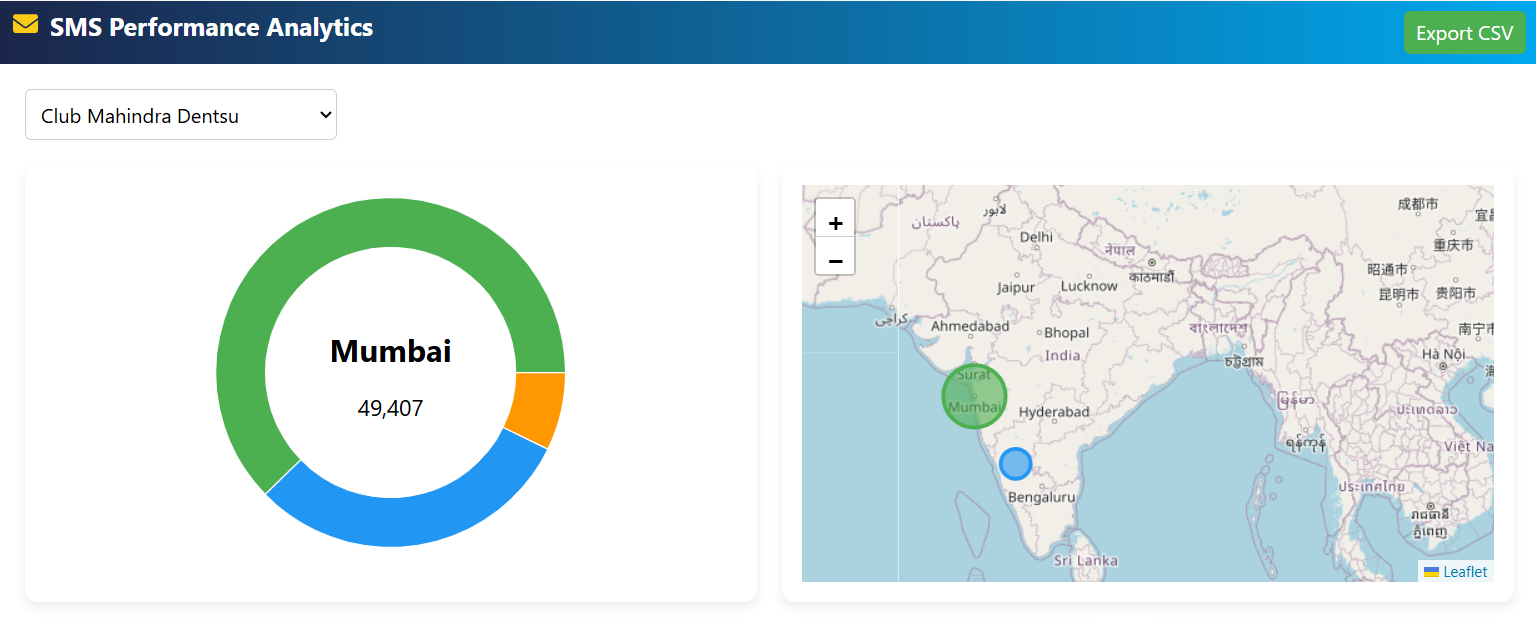 SMS Performance Analytics
Export CSV
Club Mahindra Dentsu
Mumbai
49,407
+
−
成都市
لاہور
پاکستان
宜昌
Delhi
重庆市
नेपाल
काठमाडौं
昭通市
Jaipur
Lucknow
昆明市
贵阳市
کراچی
Ahmedabad
Bhopal
বাংলাদেশ
南宁市
India
চট্টগ্রাম
Hà Nội
Surat
Mumbai
Hyderabad
မြန်မာ
ປະເທດລາວ
ရန်ကုန်
Việt Na
ประเทศไทย
Bengaluru
រាជធានី
ភ្នំពេញ
Sri Lanka
Leaflet